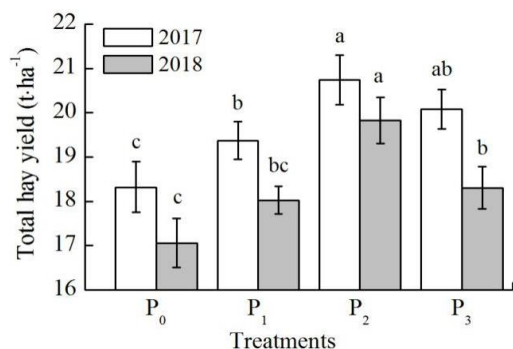 Total hay yield (t·ha⁻¹)
22
21
20
19
18
17
16
2017
2018
c
c
b
bc
a
a
ab
b
P₀
P₁
P₂
P₃
Treatments